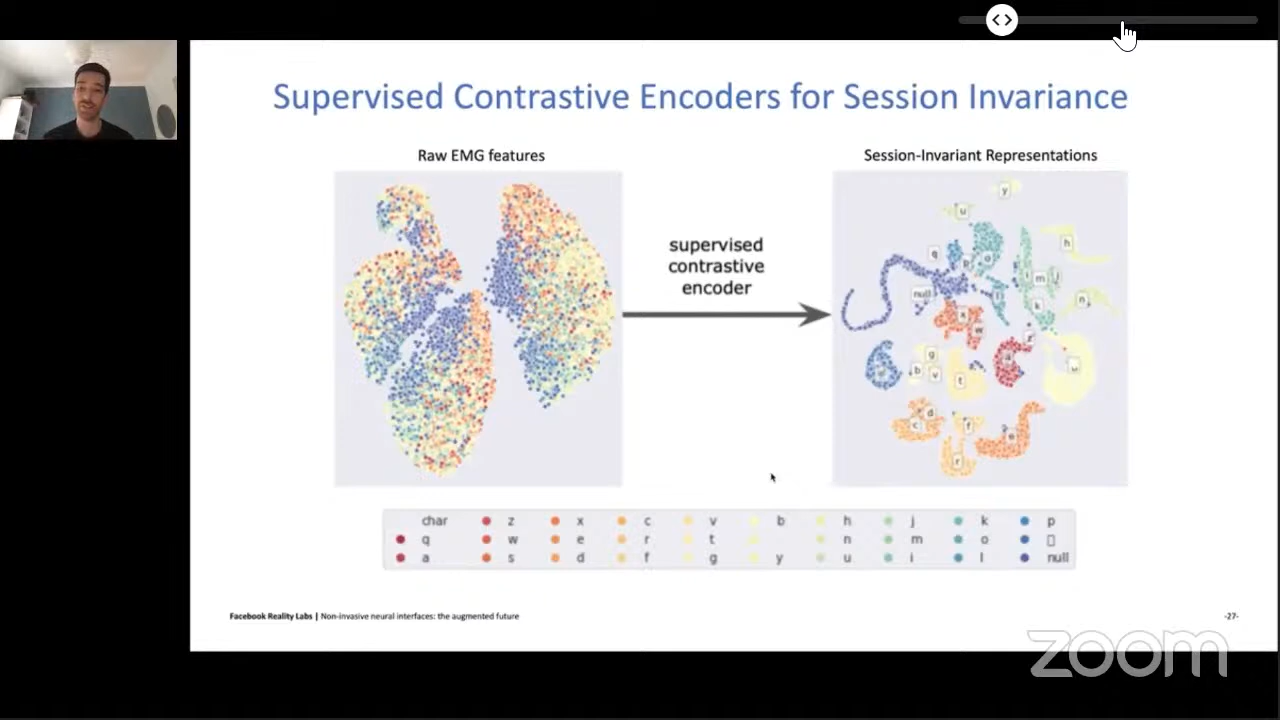 < >
Supervised Contrastive Encoders for Session Invariance
Raw EMG features
Session-Invariant Representations
supervised
contrastive
encoder
y
u
h
q
p
o
i
m
j
null
l
k
n
x
w
z
a
g
b
v
t
d
c
f
e
r
char z x c v b h j k p
q w e r t n m o
a s d f g y u i l null
Facebook Reality Labs | Non-invasive neural interfaces: the augmented future
-27-
zoom